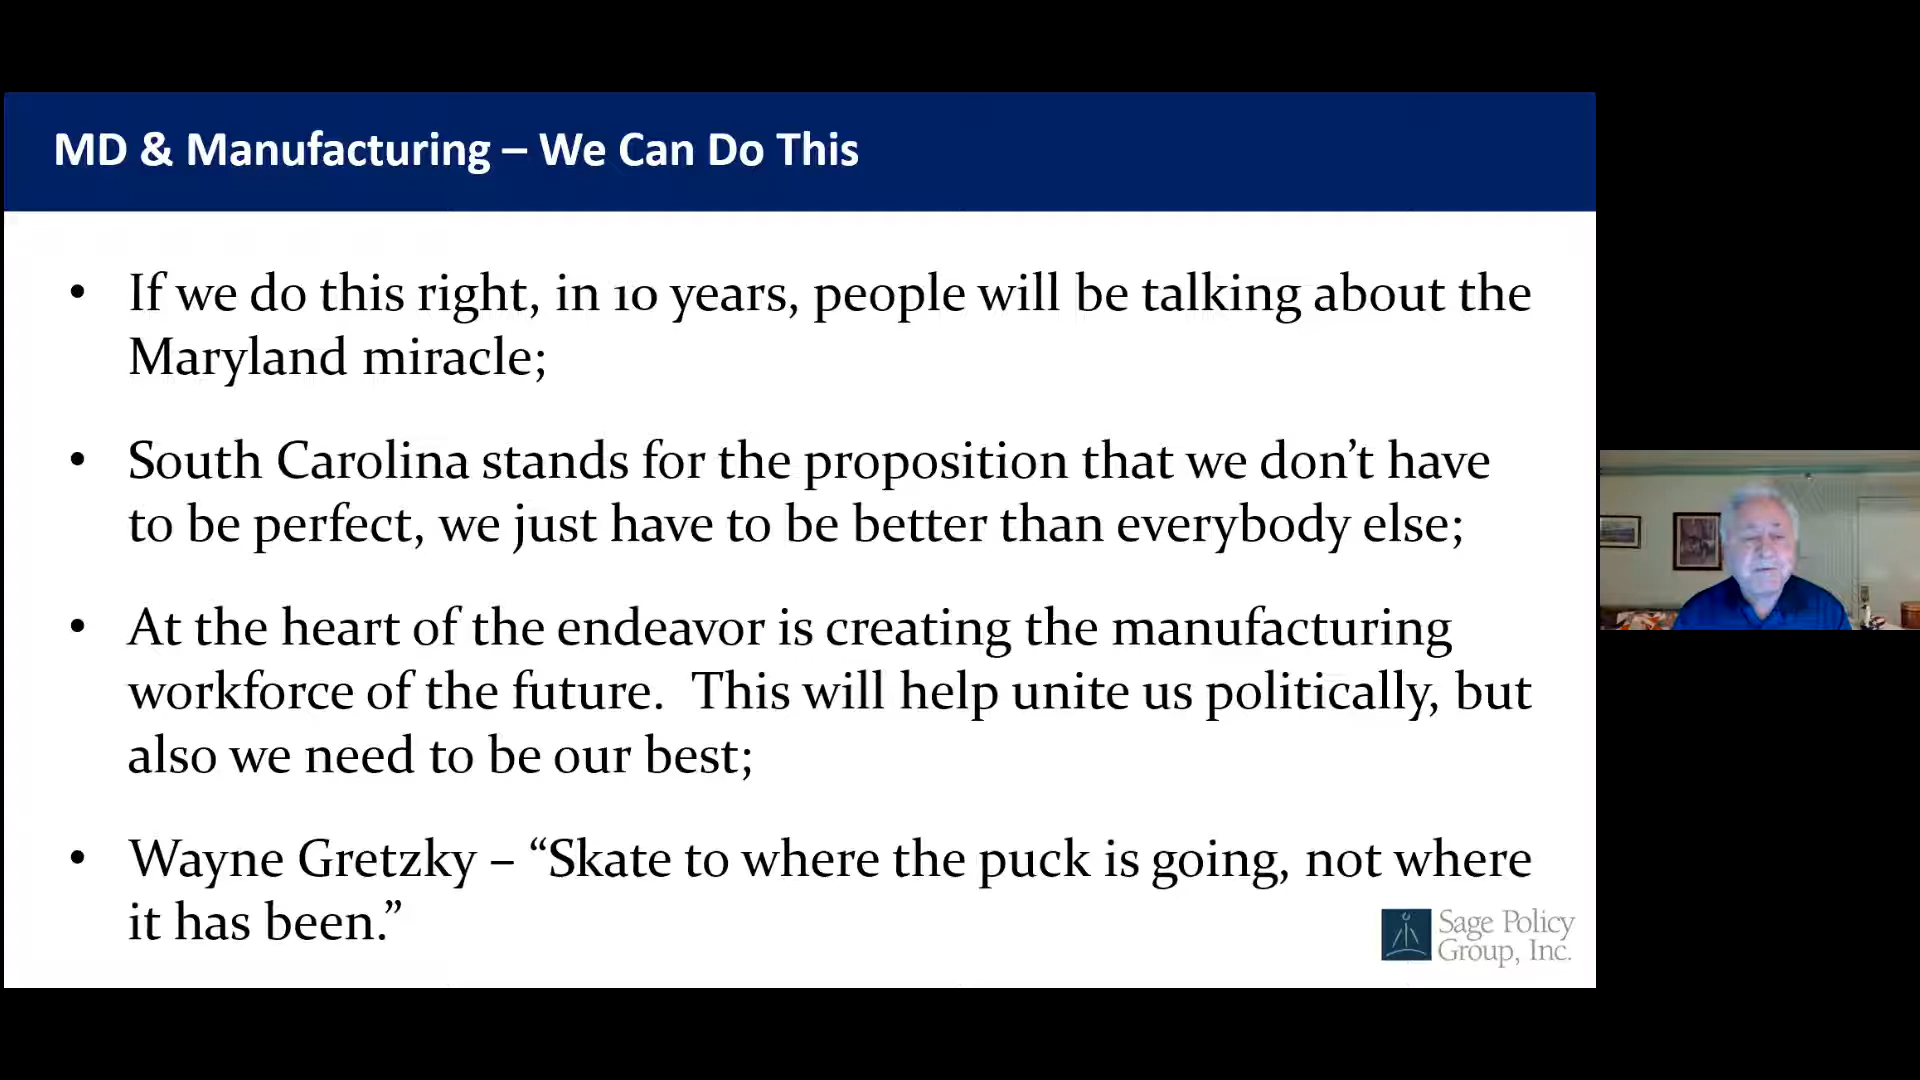 MD & Manufacturing – We Can Do This
• If we do this right, in 10 years, people will be talking about the
Maryland miracle;
• South Carolina stands for the proposition that we don’t have
to be perfect, we just have to be better than everybody else;
• At the heart of the endeavor is creating the manufacturing
workforce of the future.  This will help unite us politically, but
also we need to be our best;
• Wayne Gretzky – “Skate to where the puck is going, not where
it has been.”
Sage Policy
Group, Inc.